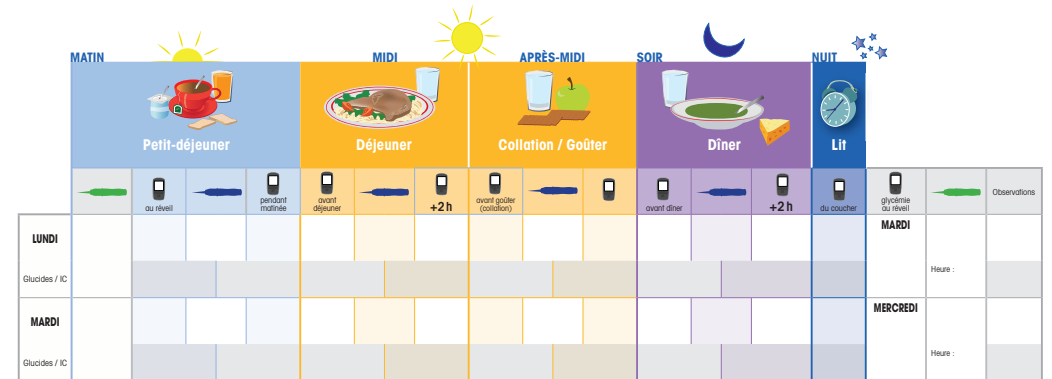 MATIN
MIDI
APRÈS-MIDI
SOIR
NUIT
Petit-déjeuner
Déjeuner
Collation / Goûter
Dîner
Lit
au réveil
pendant
matinée
avant
déjeuner
+2 h
avant goûter
(collation)
avant dîner
+2 h
du coucher
glycémie
au réveil
Observations
LUNDI
MARDI
Glucides / IC
Heure :
MARDI
MERCREDI
Glucides / IC
Heure :